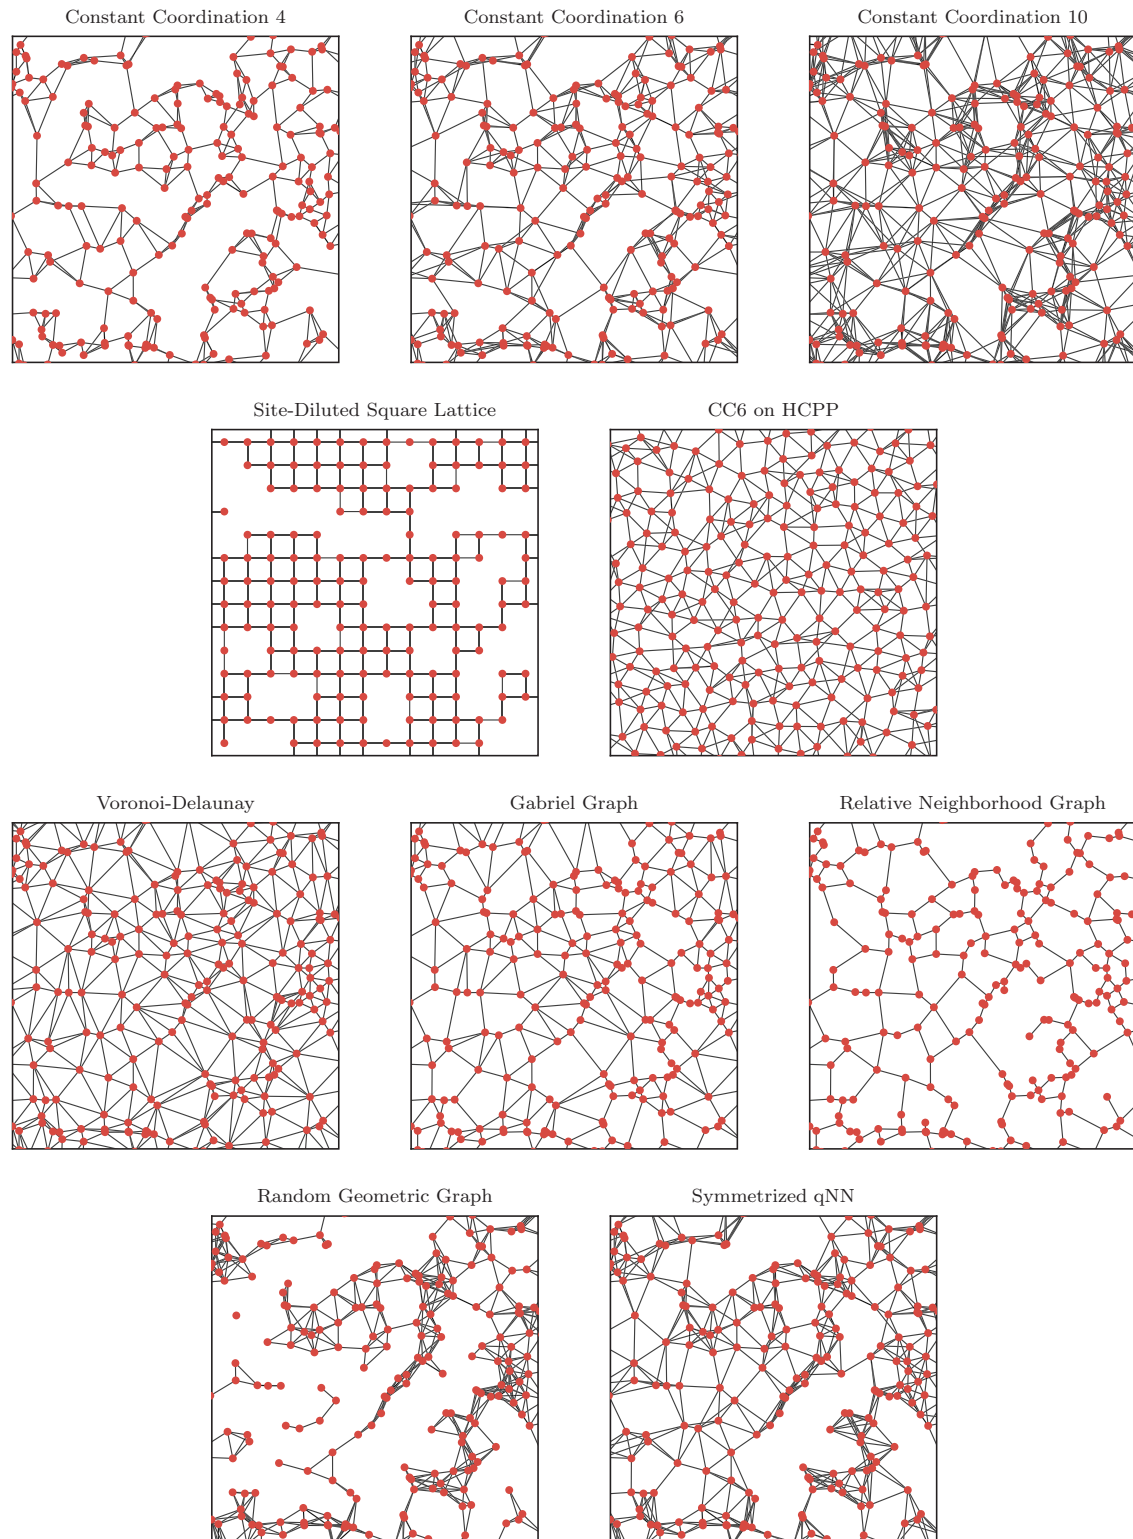 Constant Coordination 4
Constant Coordination 6
Constant Coordination 10
Site-Diluted Square Lattice
CC6 on HCPP
Voronoi-Delaunay
Gabriel Graph
Relative Neighborhood Graph
Random Geometric Graph
Symmetrized qNN